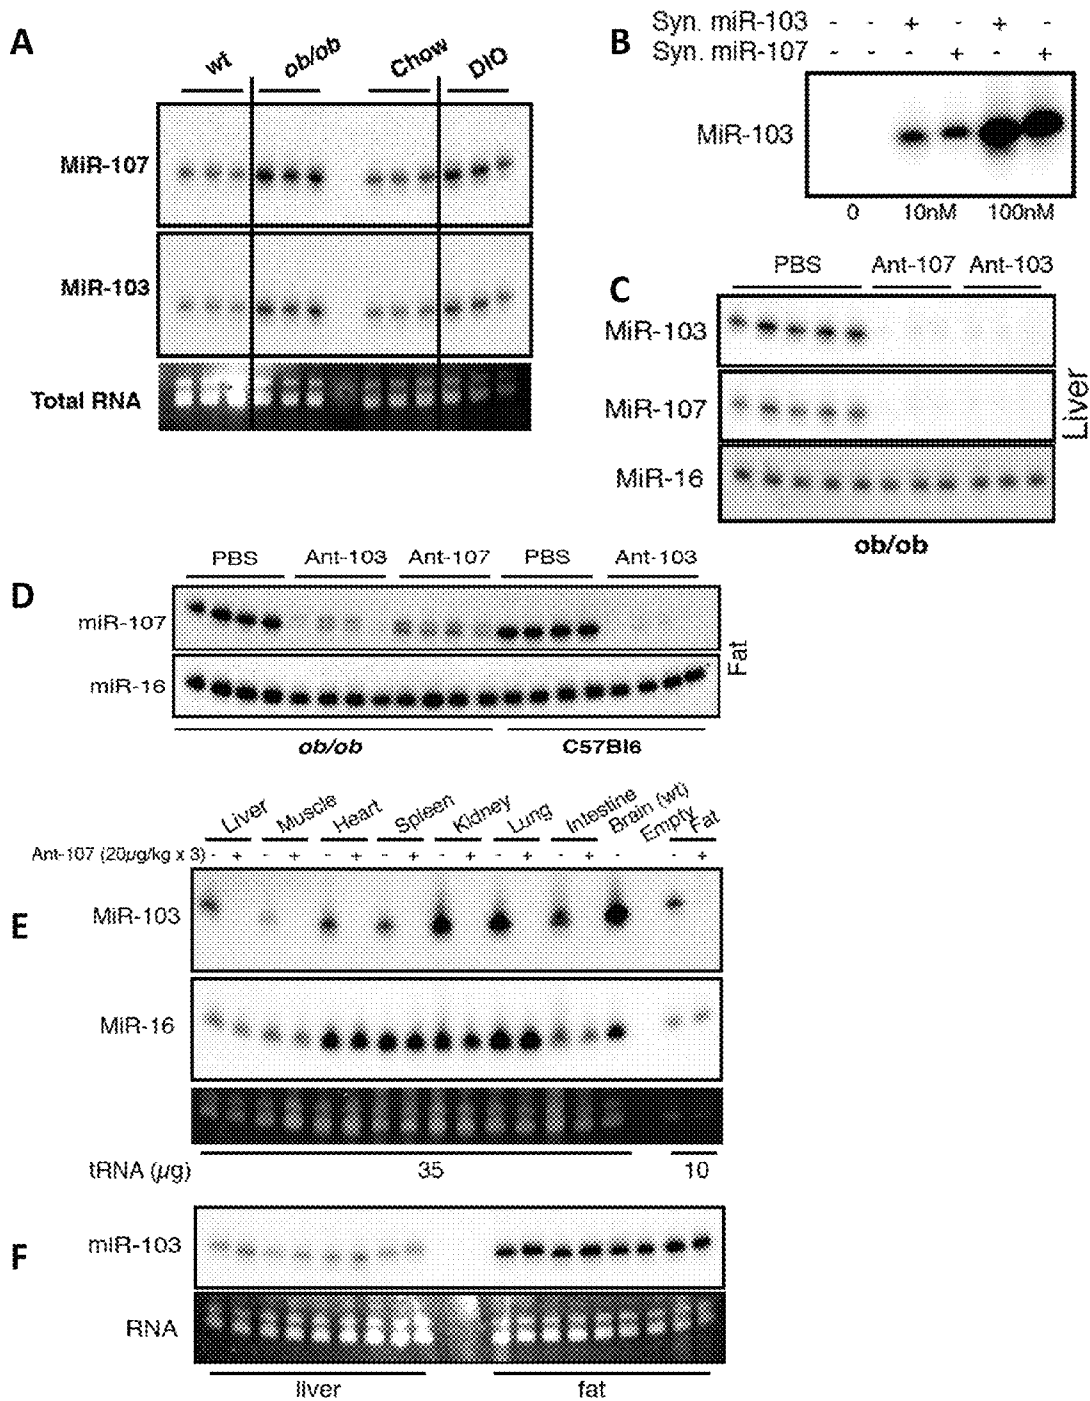 A
wt ob/ob Chow DIO
MiR-107
MiR-103
Total RNA
B
Syn. miR-103 - - + - + -
Syn. miR-107 - - - + - +
MiR-103
0 10nM 100nM
C
PBS Ant-107 Ant-103
MiR-103
MiR-107
MiR-16
Liver
ob/ob
D
PBS Ant-103 Ant-107 PBS Ant-103
miR-107
miR-16
Fat
ob/ob C57Bl6
E
Liver Muscle Heart Spleen Kidney Lung Intestine Brain (wt) Empty Fat
Ant-107 (20µg/kg x 3) - + - + - + - + - + - + - + - - +
MiR-103
MiR-16
tRNA (µg) 35 10
F
miR-103
RNA
liver fat